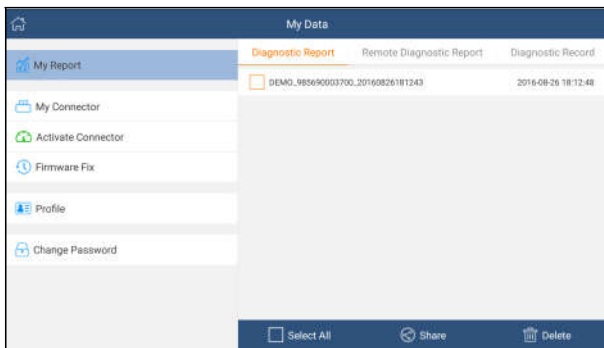 My Data
My Report
My Connector
Activate Connector
Firmware Fix
Profile
Change Password
Diagnostic Report Remote Diagnostic Report Diagnostic Record
DEMO_985690003700_20160826181243 2016-08-26 18:12:48
Select All Share Delete